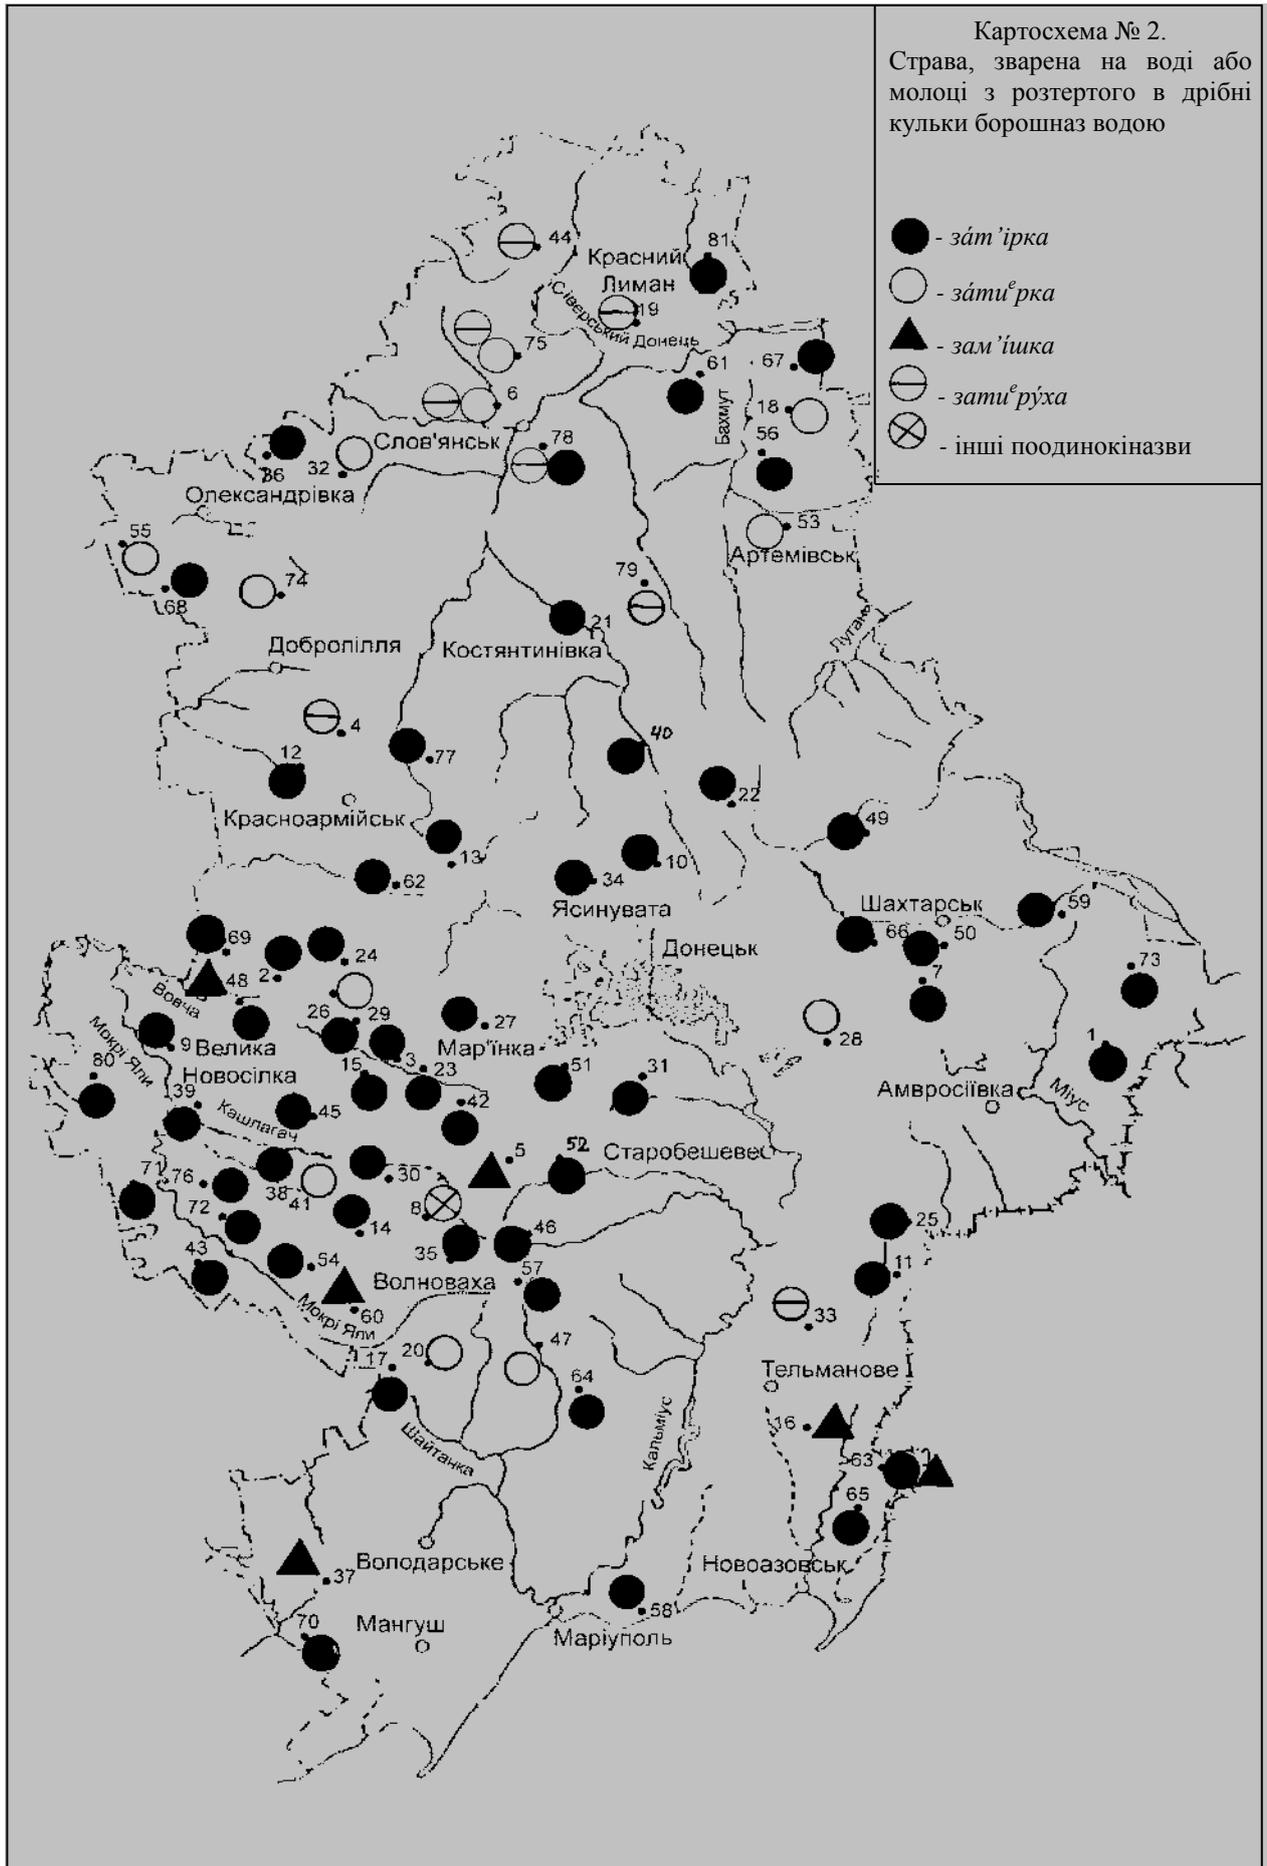 Картосхема № 2.
Страва, зварена на воді або
молоці з розтертого в дрібні
кульки борошназ водою
- за́т’ірка
- за́тиᵉрка
- зам’і́шка
- затиᵉру́ха
- інші поодинокіназви
44
81
Красний
Лиман
19
Сіверський Донець
75
61
67
6
Бахмут
18
56
Слов'янськ
78
36
32
Олександрівка
53
Артемівськ
55
79
74
68
21
Лугань
Добропілля
Костянтинівка
4
40
77
12
22
Красноармійськ
49
13
10
62
34
Ясинувата
Шахтарськ
59
69
66
50
Донецьк
24
2
73
48
7
Вовча
26
29
27
28
Мокрі Яли
9
Велика
Мар'їнка
Новосілка
3
51
31
1
80
15
23
Амвросіївка
Міус
39
42
45
Кашлагач
52
Старобешеве
5
71
76
38
41
30
72
8
14
25
46
35
43
54
Волноваха
57
11
60
Мокрі Яли
33
47
17
20
Тельманове
64
16
Шайтанка
Кальміус
63
65
Володарське
Новоазовськ
37
58
70
Мангуш
Маріуполь